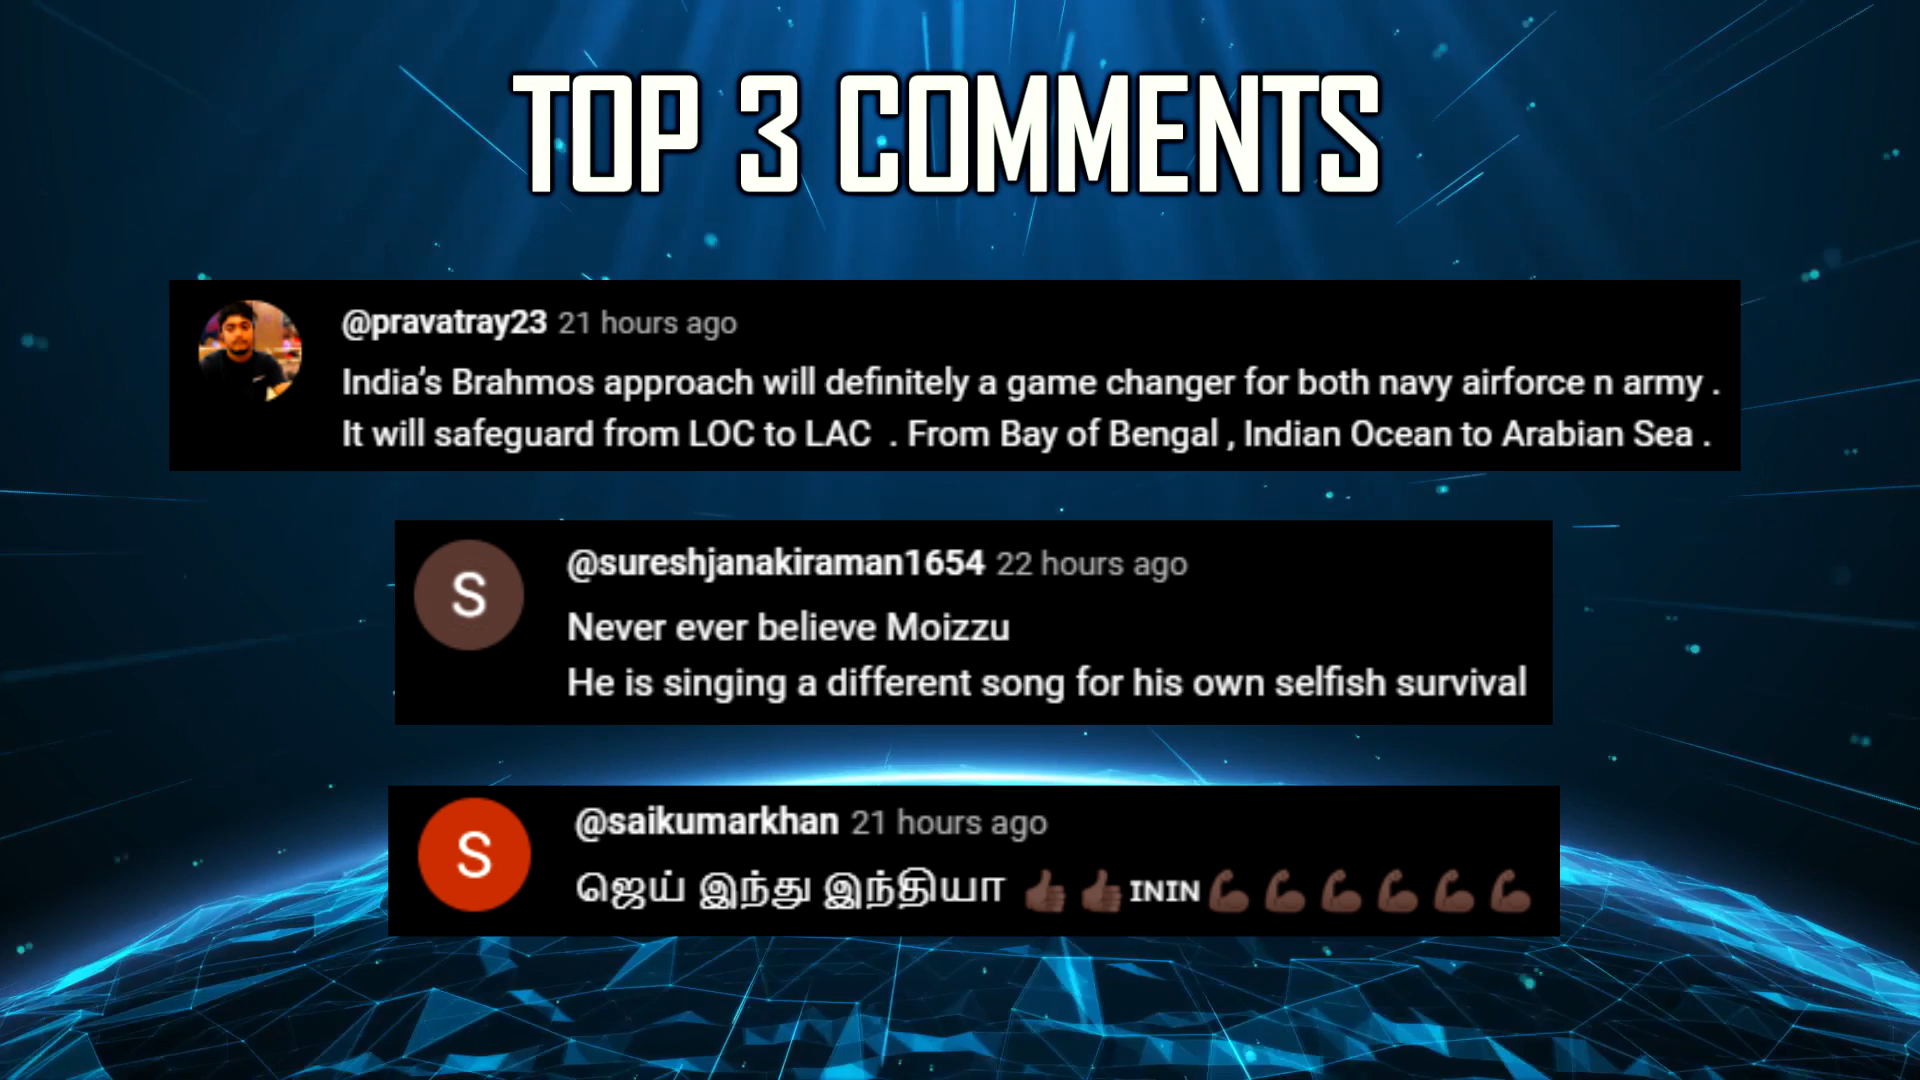 TOP 3 COMMENTS
@pravatray23 21 hours ago
India’s Brahmos approach will definitely a game changer for both navy airforce n army .
It will safeguard from LOC to LAC . From Bay of Bengal , Indian Ocean to Arabian Sea .
S
@sureshjanakiraman1654 22 hours ago
Never ever believe Moizzu
He is singing a different song for his own selfish survival
S
@saikumarkhan 21 hours ago
ஜெய் இந்து இந்தியா 👍🏿👍🏿ɪɴɪɴ💪🏿💪🏿💪🏿💪🏿💪🏿💪🏿